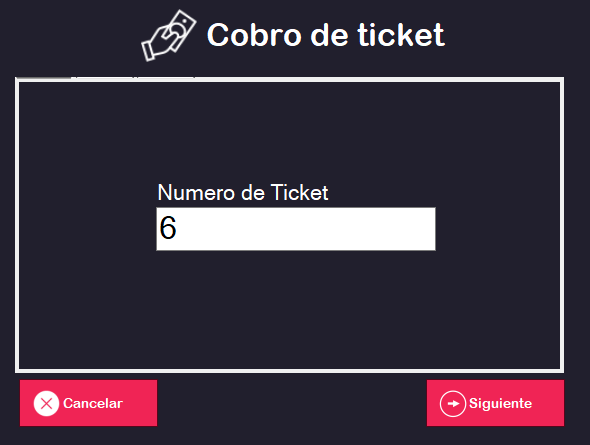 Cobro de ticket
Numero de Ticket
6
Cancelar
Siguiente